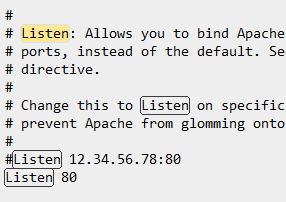 #
# Listen: Allows you to bind Apache
# ports, instead of the default. Se
# directive.
#
# Change this to Listen on specific
# prevent Apache from glomming onto
#
#Listen 12.34.56.78:80
Listen 80